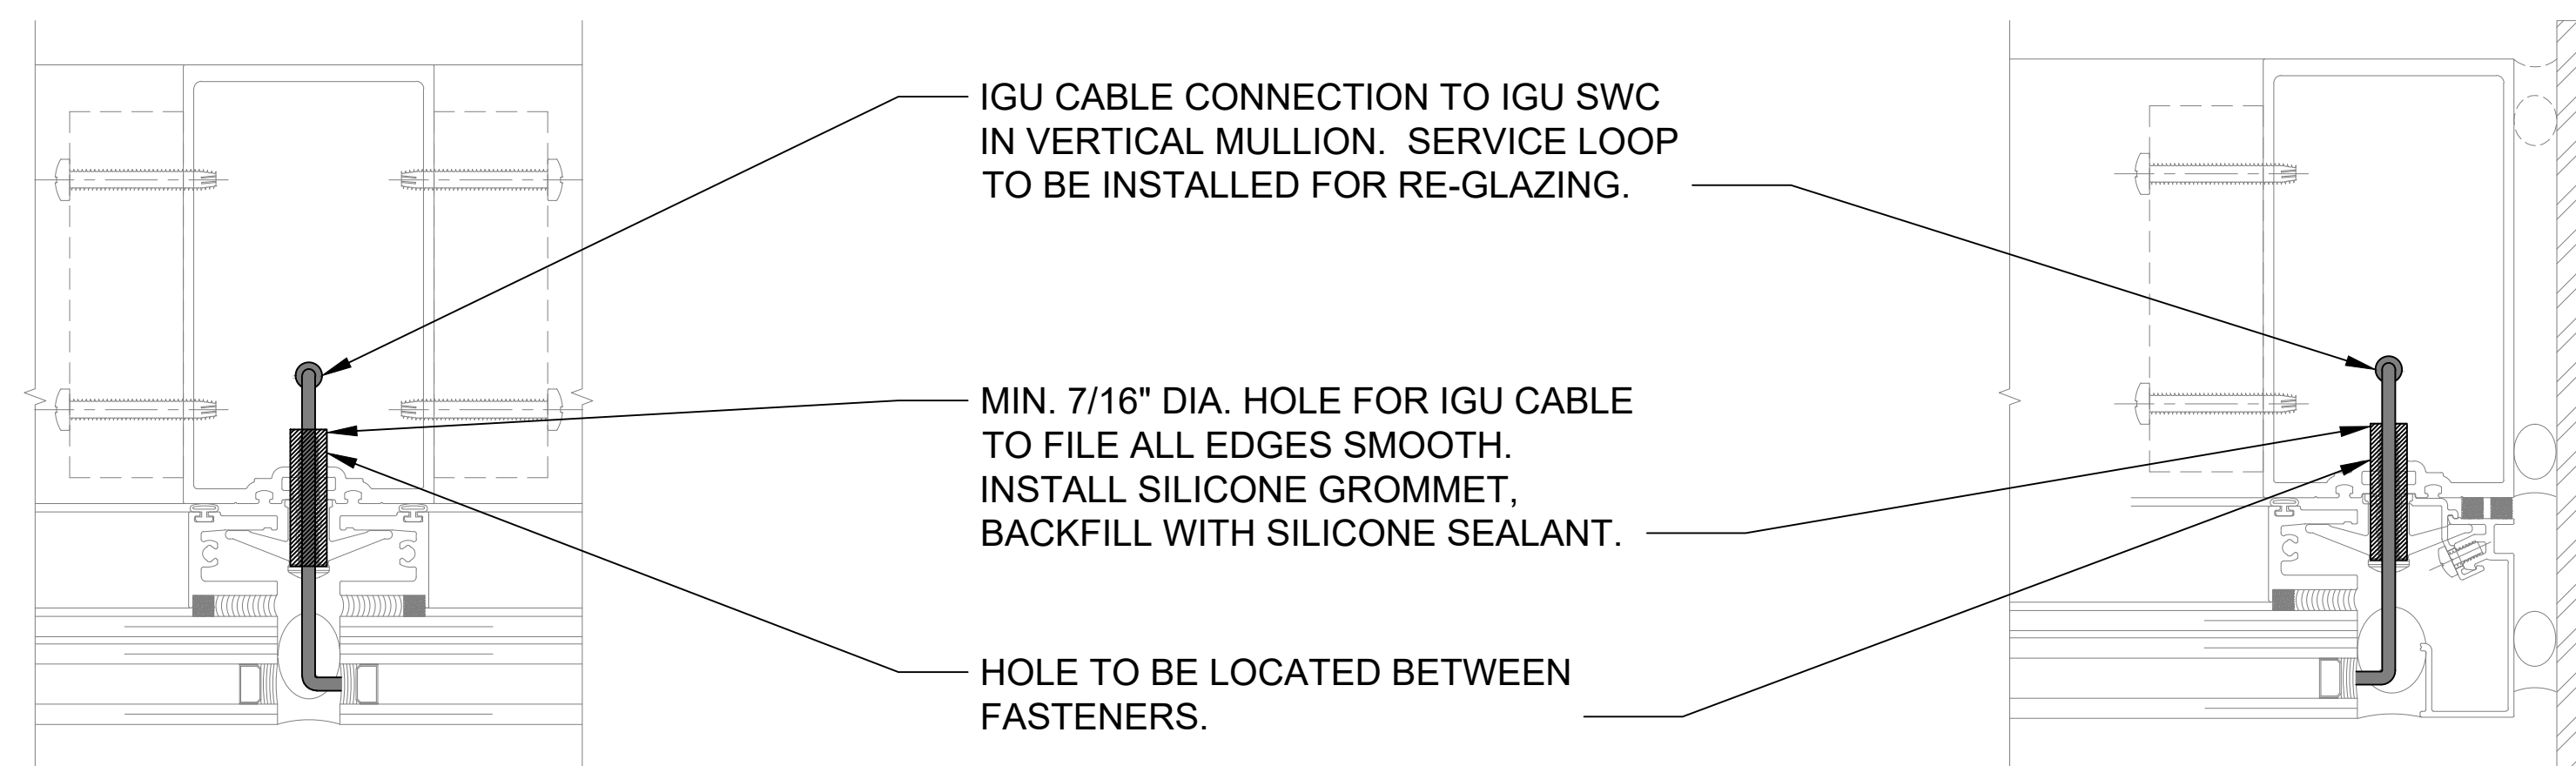 IGU CABLE CONNECTION TO IGU SWC
IN VERTICAL MULLION.  SERVICE LOOP
TO BE INSTALLED FOR RE-GLAZING.
MIN. 7/16" DIA. HOLE FOR IGU CABLE
TO FILE ALL EDGES SMOOTH.
INSTALL SILICONE GROMMET,
BACKFILL WITH SILICONE SEALANT.
HOLE TO BE LOCATED BETWEEN
FASTENERS.